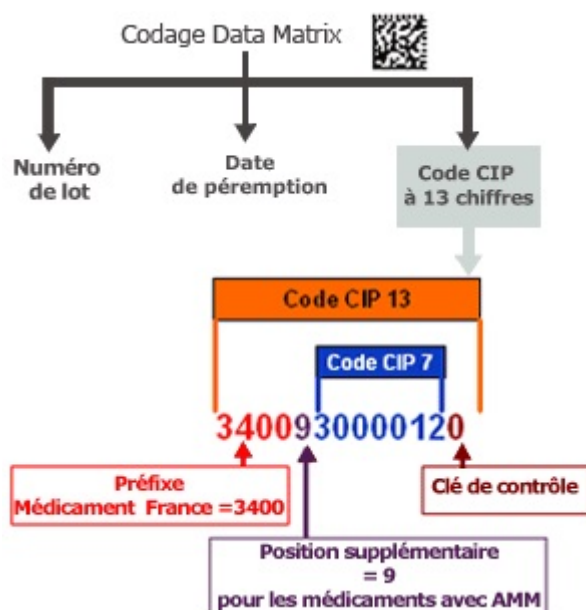 Codage Data Matrix
Numéro
de lot
Date
de péremption
Code CIP
à 13 chiffres
Code CIP 13
Code CIP 7
3400930000120
Préfixe
Médicament France =3400
Clé de contrôle
Position supplémentaire
= 9
pour les médicaments avec AMM